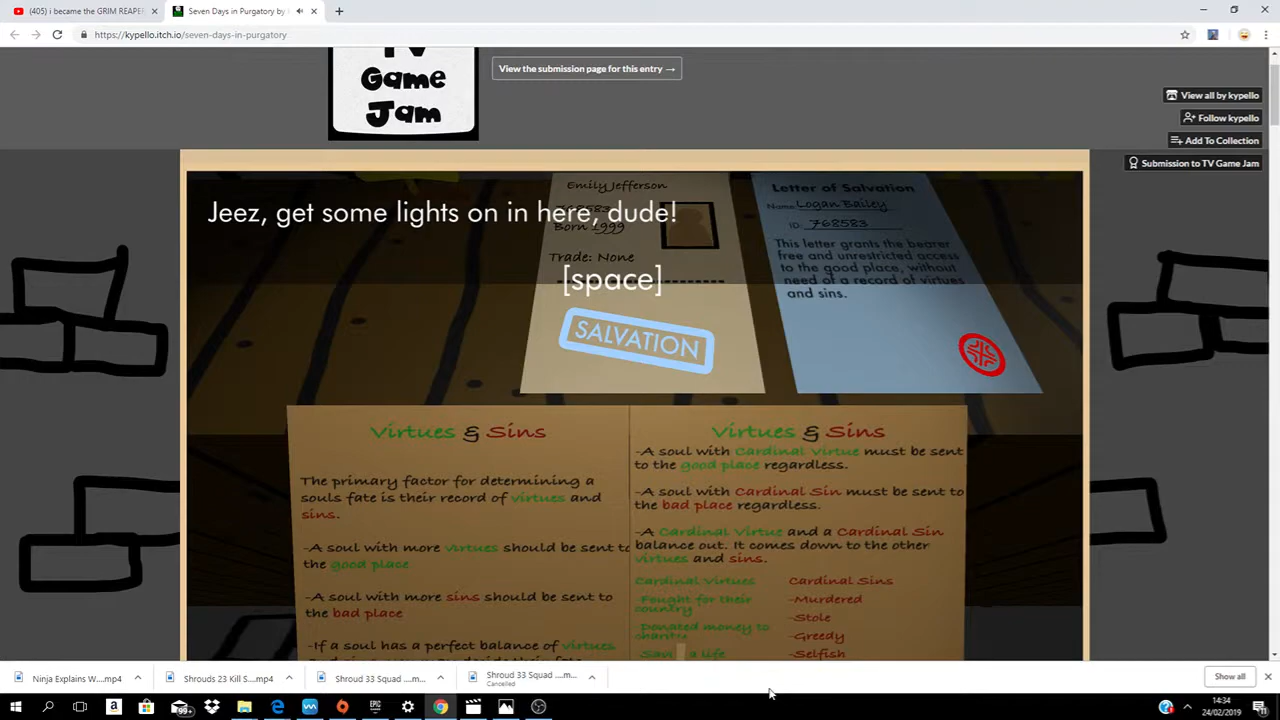 (405) i became the GRIM REAPER
Seven Days in Purgatory by
https://kypello.itch.io/seven-days-in-purgatory
Game
Jam
View the submission page for this entry →
View all by kypello
Follow kypello
Add To Collection
Submission to TV Game Jam
Jeez, get some lights on in here, dude!
[space]
Emily Jefferson
768583
Born 1999
Trade: None
SALVATION
Letter of Salvation
Name: Logan Bailey
ID: 768583
This letter grants the bearer
free and unrestricted access
to the good place, without
need of a record of virtues
and sins.
Virtues & Sins
The primary factor for determining a
souls fate is their record of virtues and
sins.
-A soul with more virtues should be sent to
the good place
-A soul with more sins should be sent to
the bad place
-If a soul has a perfect balance of virtues
Virtues & Sins
-A soul with Cardinal Virtue must be sent
to the good place regardless.
-A soul with Cardinal Sin must be sent to
the bad place regardless.
-A Cardinal Virtue and a Cardinal Sin
balance out. It comes down to the other
virtues and sins.
Cardinal Virtues
-Fought for their
country
-Donated money to
charity
a life
Cardinal Sins
-Murdered
-Stole
-Greedy
-Selfish
Ninja Explains W....mp4
Shrouds 23 Kill S....mp4
Shroud 33 Squad ....mp4
Shroud 33 Squad ....m...
Cancelled
Show all
99+
EPIC
14:34
24/02/2019